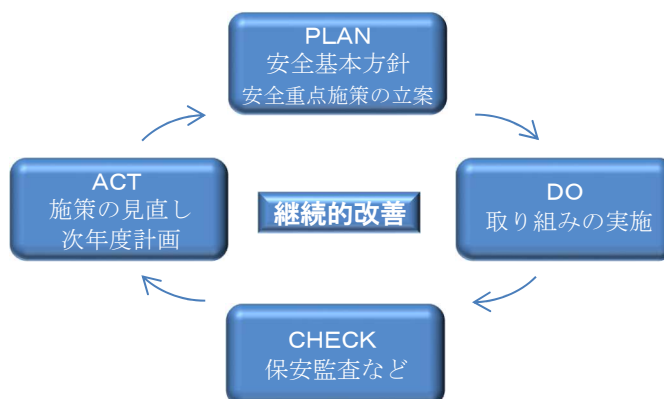 PLAN
安全基本方針
安全重点施策の立案
ACT
施策の見直し
次年度計画
継続的改善
DO
取り組みの実施
CHECK
保安監査など